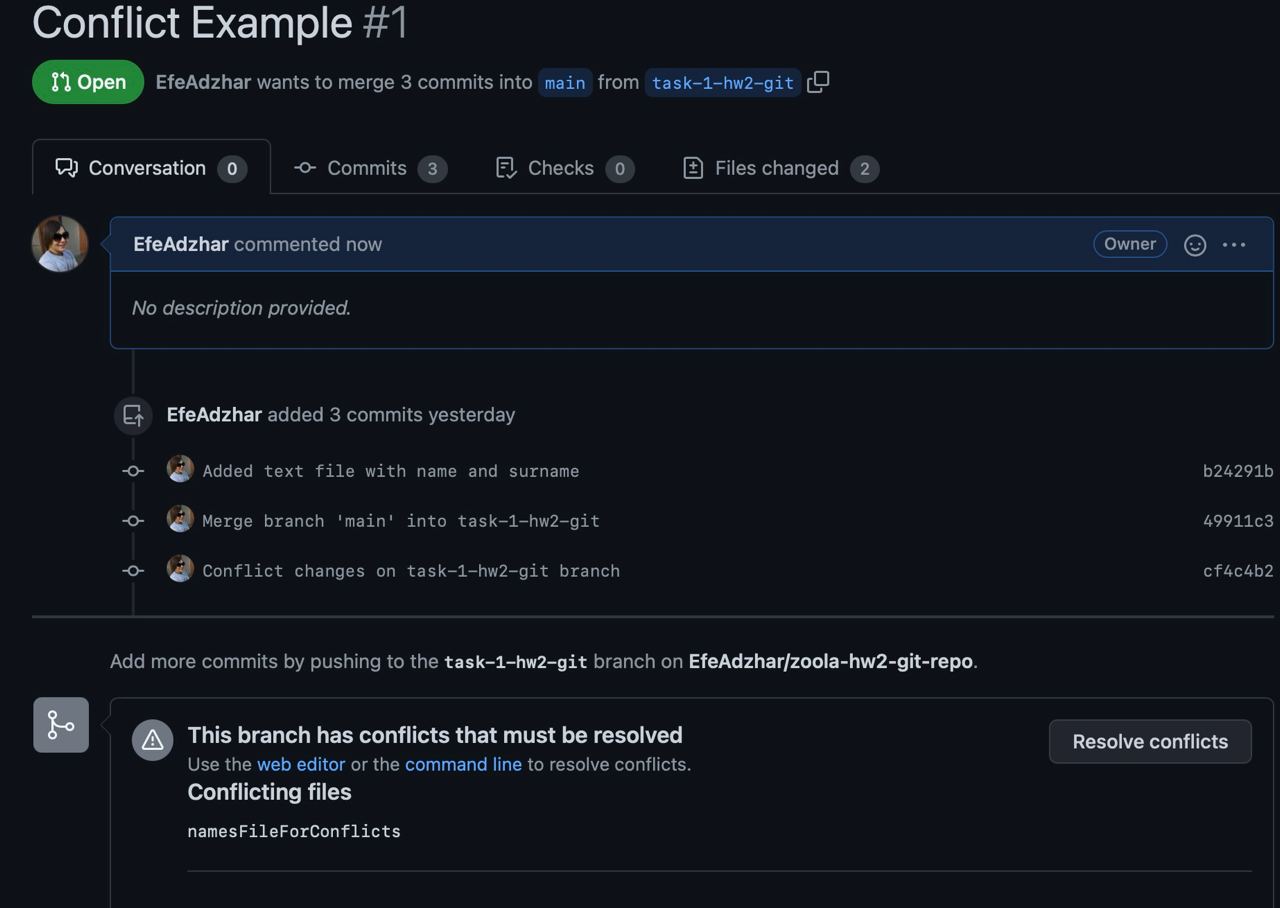 Conflict Example #1
Open EfeAdzhar wants to merge 3 commits into main from task-1-hw2-git
Conversation 0 Commits 3 Checks 0 Files changed 2
EfeAdzhar commented now Owner
No description provided.
EfeAdzhar added 3 commits yesterday
Added text file with name and surname b24291b
Merge branch 'main' into task-1-hw2-git 49911c3
Conflict changes on task-1-hw2-git branch cf4c4b2
Add more commits by pushing to the task-1-hw2-git branch on EfeAdzhar/zoola-hw2-git-repo.
This branch has conflicts that must be resolved Resolve conflicts
Use the web editor or the command line to resolve conflicts.
Conflicting files
namesFileForConflicts